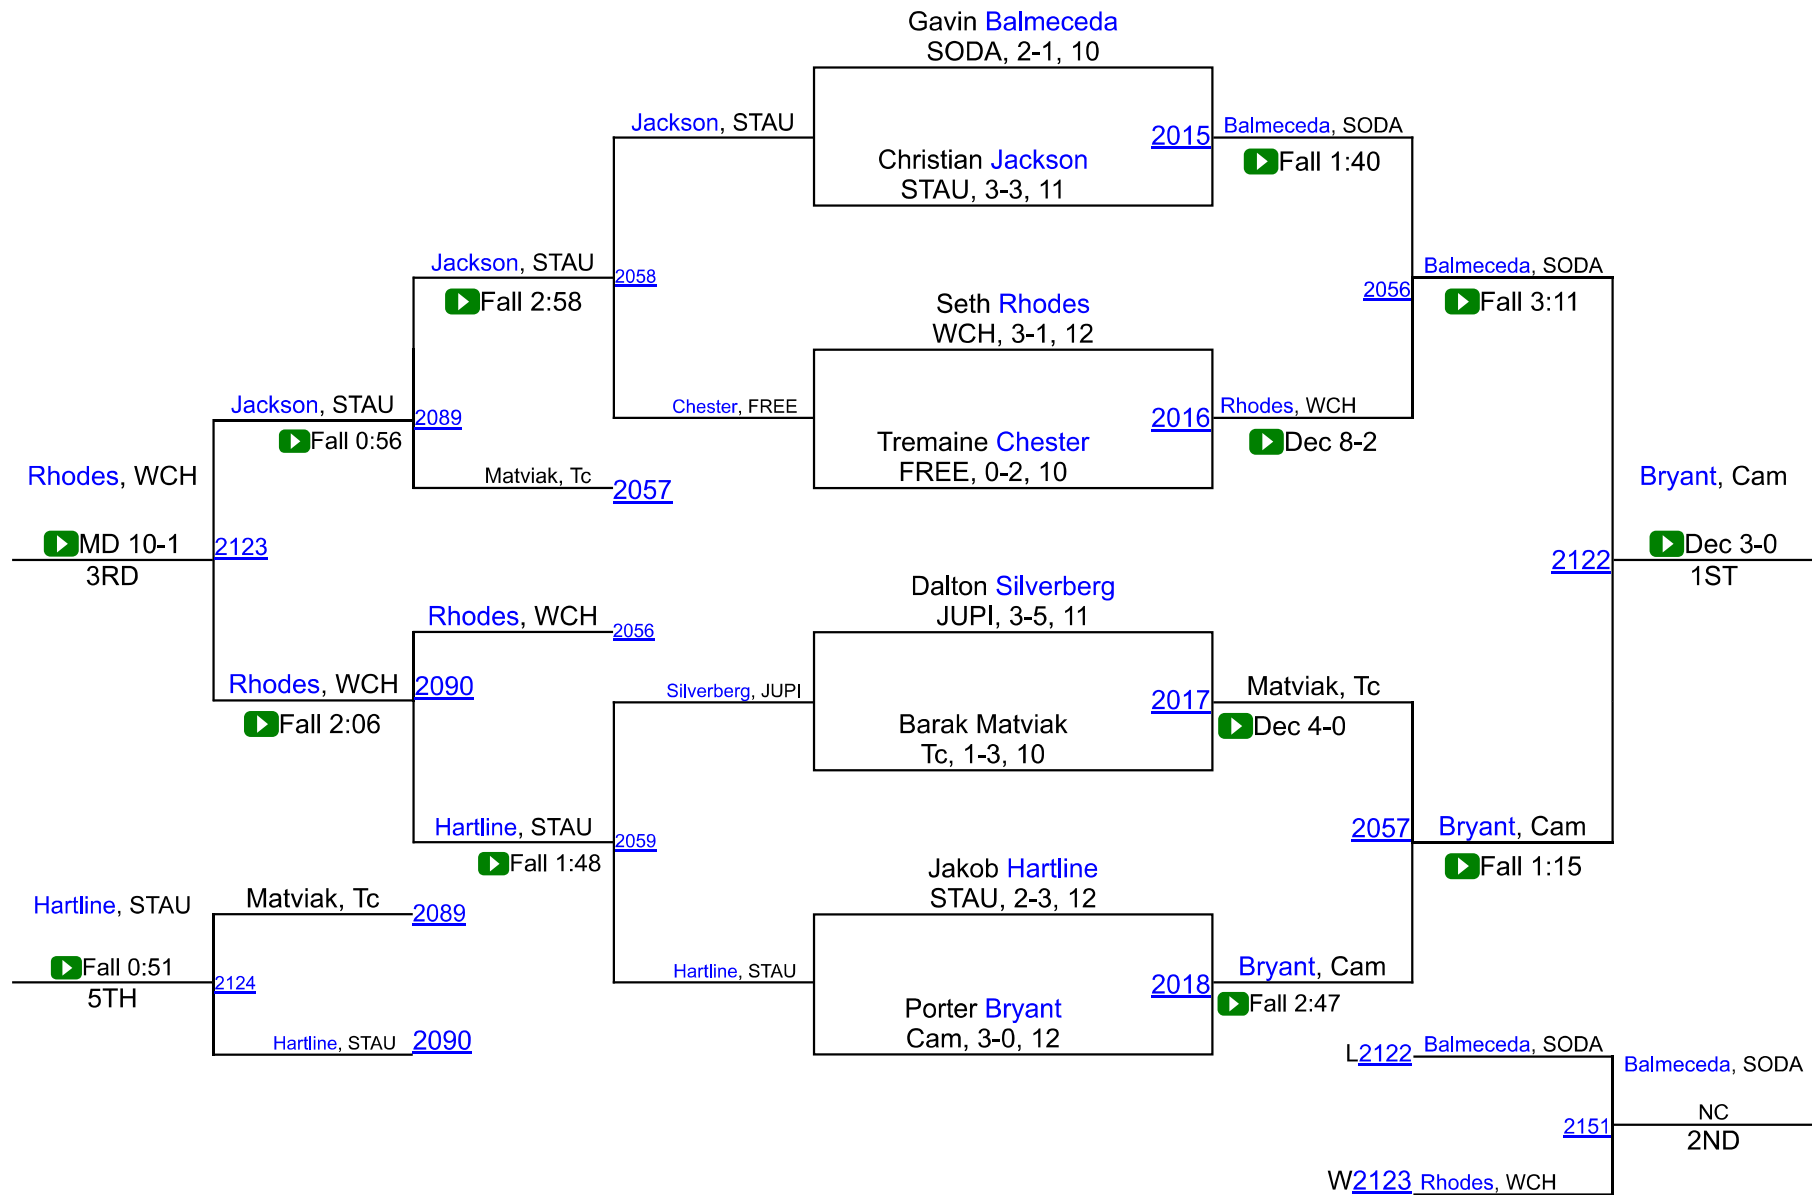 Gavin Balmeceda
SODA, 2-1, 10
Jackson, STAU
2015
Balmeceda, SODA
Fall 1:40
Christian Jackson
STAU, 3-3, 11
Jackson, STAU
Fall 2:58
2058
Seth Rhodes
WCH, 3-1, 12
2056
Balmeceda, SODA
Fall 3:11
Jackson, STAU
Fall 0:56
2089
Chester, FREE
2016
Rhodes, WCH
Dec 8-2
Tremaine Chester
FREE, 0-2, 10
Matviak, Tc
2057
Rhodes, WCH
MD 10-1
3RD
2123
Bryant, Cam
Dec 3-0
1ST
2122
Dalton Silverberg
JUPI, 3-5, 11
Rhodes, WCH
2056
Rhodes, WCH
Fall 2:06
2090
Silverberg, JUPI
2017
Matviak, Tc
Dec 4-0
Barak Matviak
Tc, 1-3, 10
Hartline, STAU
Fall 1:48
2059
2057
Bryant, Cam
Fall 1:15
Jakob Hartline
STAU, 2-3, 12
Hartline, STAU
Fall 0:51
5TH
Matviak, Tc
2089
2124
Hartline, STAU
2090
Hartline, STAU
2018
Bryant, Cam
Fall 2:47
Porter Bryant
Cam, 3-0, 12
L2122
Balmeceda, SODA
Balmeceda, SODA
NC
2ND
2151
W2123
Rhodes, WCH